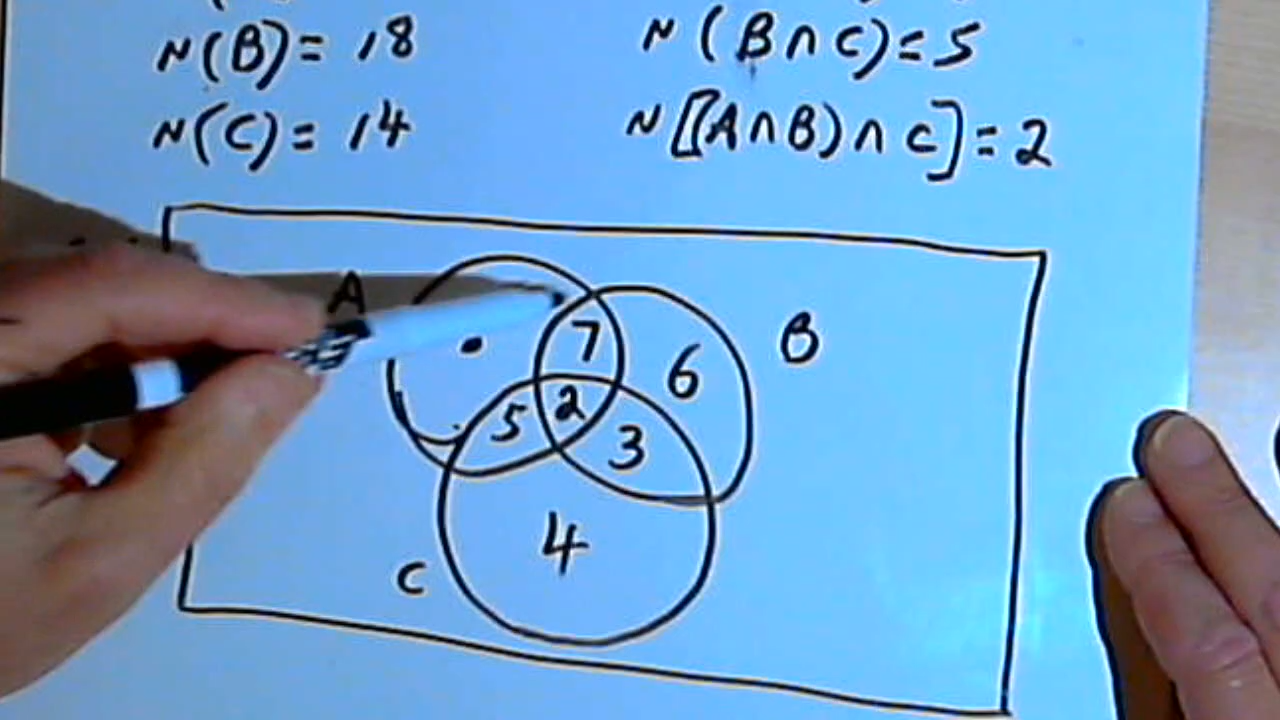 N(B)= 18
N(B∩C)=5
N(C)= 14
N[(A∩B)∩C]=2
A
B
7
6
5
2
3
4
C